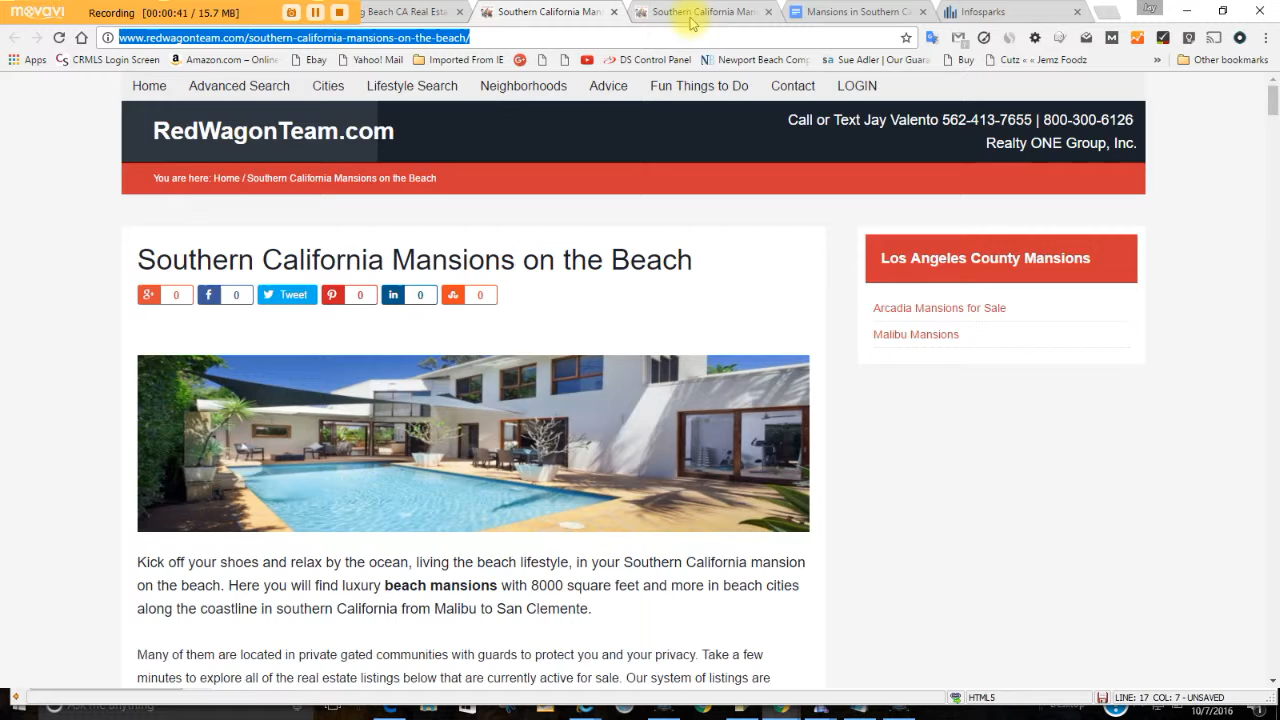 movavi Recording [00:00:41 / 15.7 MB]
g Beach CA Real Esta
Southern California Man
Southern California Man
Mansions in Southern Ca
Infosparks
Jay
www.redwagonteam.com/southern-california-mansions-on-the-beach/
Apps CRMLS Login Screen Amazon.com – Onlin Ebay Yahoo! Mail Imported From IE DS Control Panel Newport Beach Comp Sue Adler | Our Guara Buy Cutz « « Jemz Foodz » Other bookmarks
Home Advanced Search Cities Lifestyle Search Neighborhoods Advice Fun Things to Do Contact LOGIN
RedWagonTeam.com
Call or Text Jay Valento 562-413-7655 | 800-300-6126
Realty ONE Group, Inc.
You are here: Home / Southern California Mansions on the Beach
Southern California Mansions on the Beach
0 0 Tweet 0 0 0
Los Angeles County Mansions
Arcadia Mansions for Sale
Malibu Mansions
Kick off your shoes and relax by the ocean, living the beach lifestyle, in your Southern California mansion
on the beach. Here you will find luxury beach mansions with 8000 square feet and more in beach cities
along the coastline in southern California from Malibu to San Clemente.
Many of them are located in private gated communities with guards to protect you and your privacy. Take a few
minutes to explore all of the real estate listings below that are currently active for sale. Our system of listings are
HTML5 LINE: 17 COL: 7 - UNSAVED
Ask me anything
10/7/2016